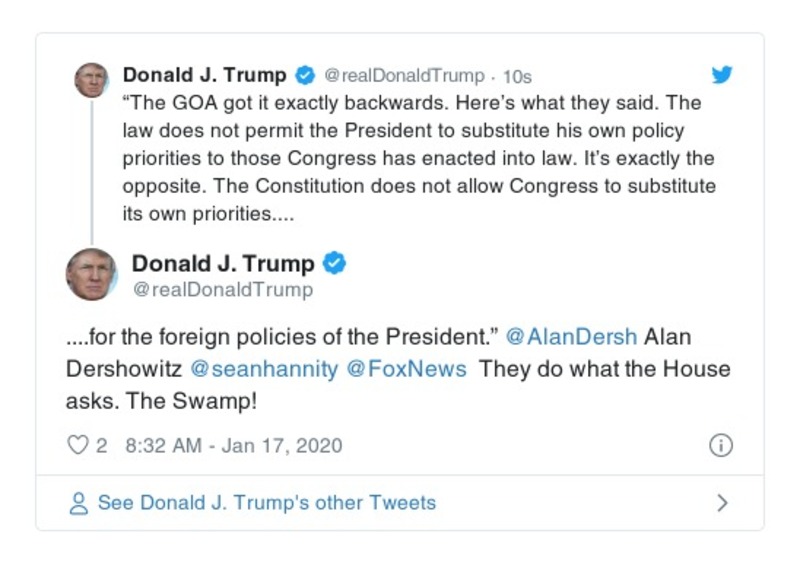 Donald J. Trump @realDonaldTrump · 10s
“The GOA got it exactly backwards. Here’s what they said. The
law does not permit the President to substitute his own policy
priorities to those Congress has enacted into law. It’s exactly the
opposite. The Constitution does not allow Congress to substitute
its own priorities....
Donald J. Trump
@realDonaldTrump
....for the foreign policies of the President.” @AlanDersh Alan
Dershowitz @seanhannity @FoxNews They do what the House
asks. The Swamp!
2 8:32 AM - Jan 17, 2020
See Donald J. Trump's other Tweets